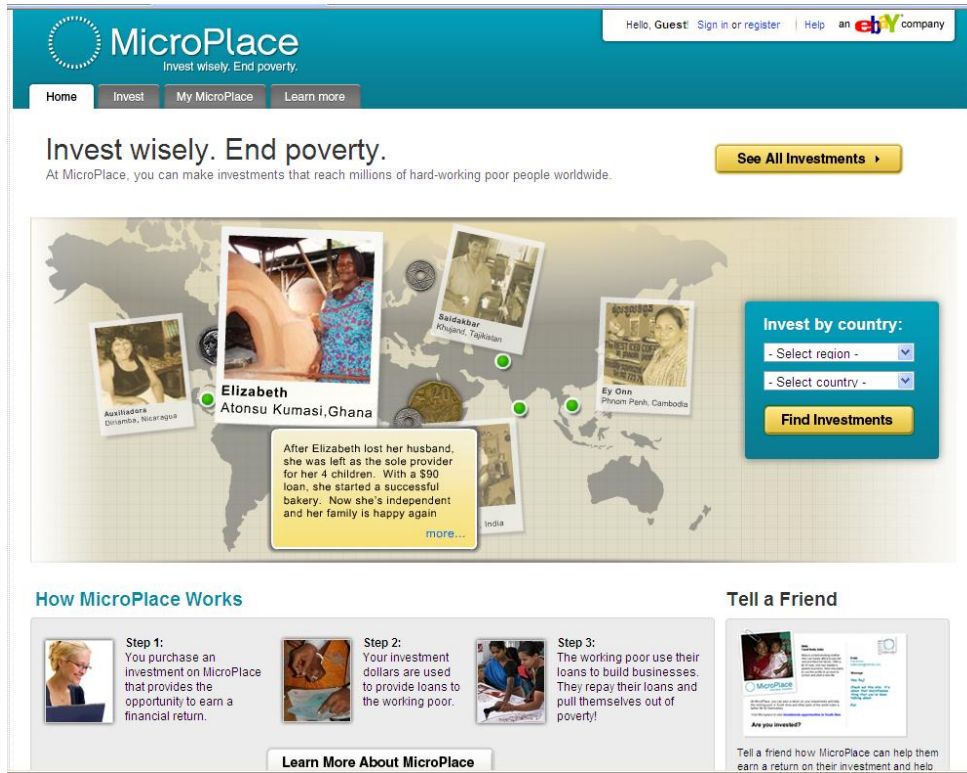 Hello, Guest! Sign in or register | Help an ebY company
MicroPlace
Invest wisely. End poverty.
Home Invest My MicroPlace Learn more
Invest wisely. End poverty.
See All Investments
At MicroPlace, you can make investments that reach millions of hard-working poor people worldwide.
Saidakbar
Khujand, Tajikistan
Invest by country:
- Select region -
- Select country -
Find Investments
Elizabeth
Atonsu Kumasi,Ghana
Ey Onn
Phnom Penh, Cambodia
Auxiliadora
Diriamba, Nicaragua
After Elizabeth lost her husband,
she was left as the sole provider
for her 4 children. With a $90
loan, she started a successful
bakery. Now she's independent
and her family is happy again
more...
, India
How MicroPlace Works
Step 1:
You purchase an
investment on MicroPlace
that provides the
opportunity to earn a
financial return.
Step 2:
Your investment
dollars are used
to provide loans to
the working poor.
Step 3:
The working poor use their
loans to build businesses.
They repay their loans and
pull themselves out of
poverty!
Learn More About MicroPlace
Tell a Friend
MicroPlace
Are you invested?
Tell a friend how MicroPlace can help them
earn a return on their investment and help